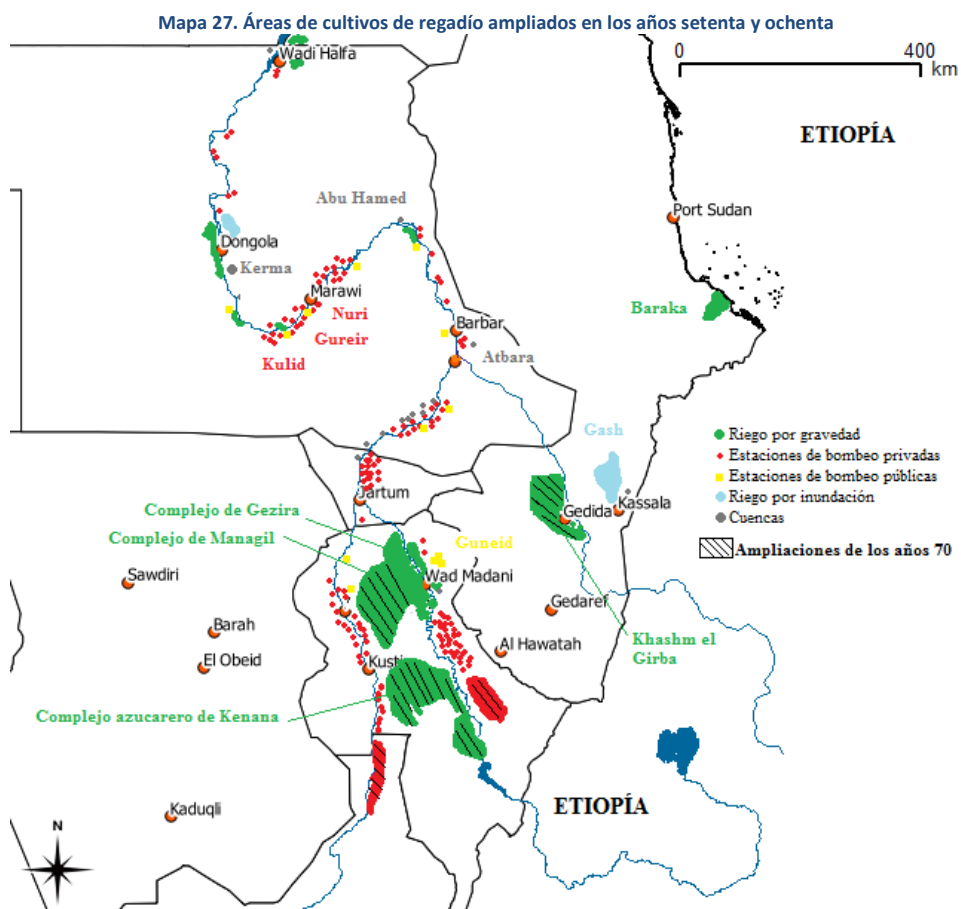 Mapa 27. Áreas de cultivos de regadío ampliados en los años setenta y ochenta
0 400
km
Wadi Halfa
ETIOPÍA
Abu Hamed
Port Sudan
Dongola
Kerma
Marawi
Baraka
Nuri
Gureir
Barbar
Kulid
Atbara
Gash
Riego por gravedad
Estaciones de bombeo privadas
Estaciones de bombeo públicas
Riego por inundación
Cuencas
Ampliaciones de los años 70
Jartum
Kassala
Gedida
Complejo de Gezira
Complejo de Managil
Guneid
Sawdiri
Wad Madani
Gedaref
Barah
Al Hawatah
Khashm el
Girba
El Obeid
Kusti
Complejo azucarero de Kenana
ETIOPÍA
Kaduqli
N